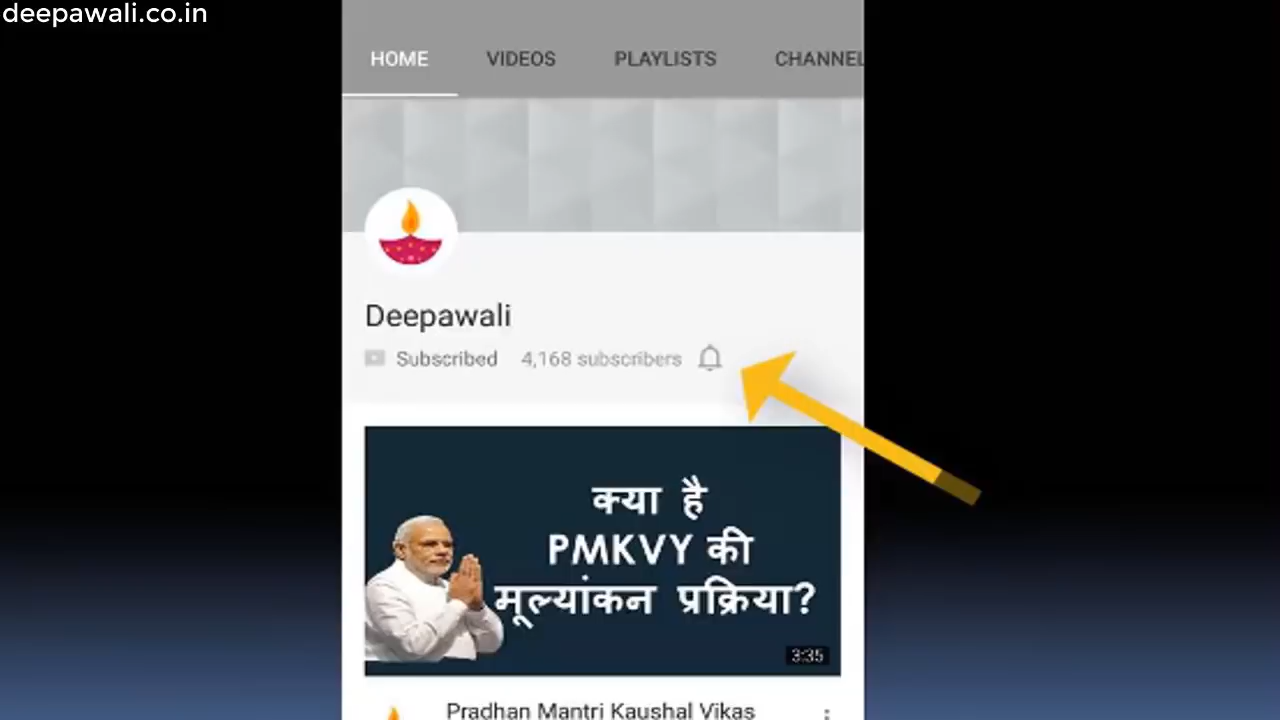 deepawali.co.in
HOME VIDEOS PLAYLISTS CHANNEL
Deepawali
Subscribed 4,168 subscribers
क्या है
PMKVY की
मूल्यांकन प्रक्रिया?
3:35
Pradhan Mantri Kaushal Vikas